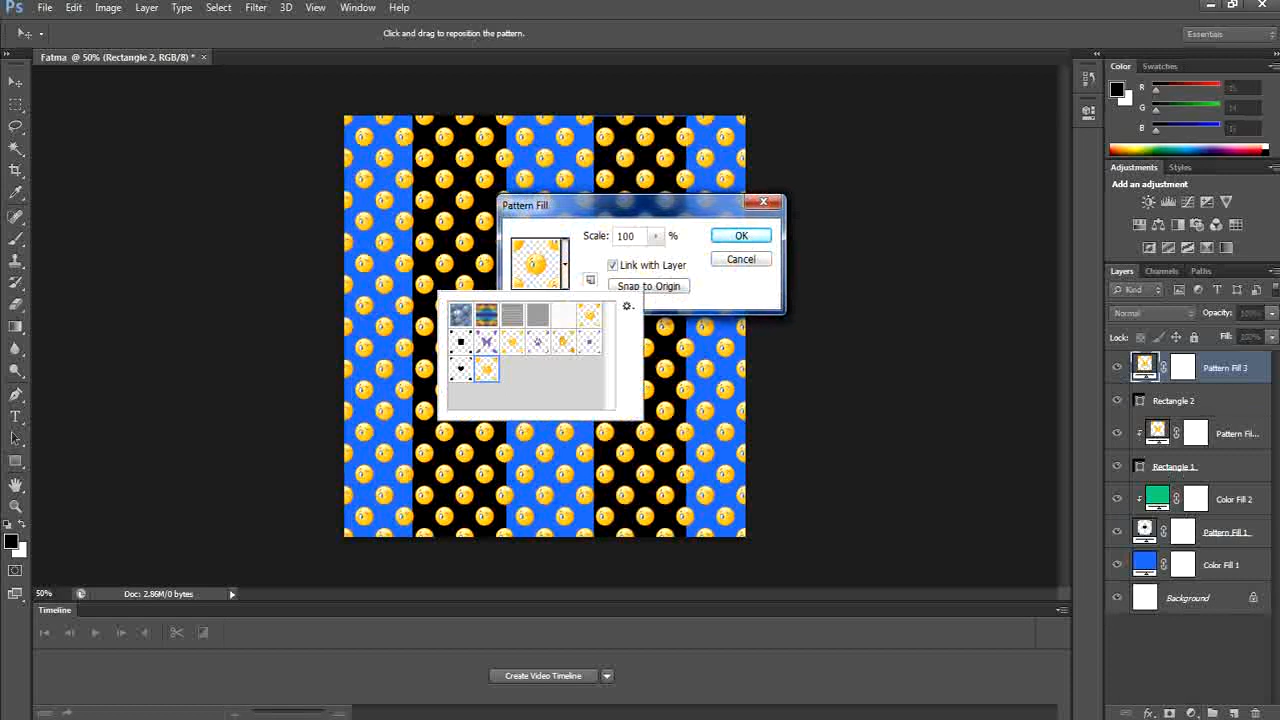 Ps File Edit Image Layer Type Select Filter 3D View Window Help
Click and drag to reposition the pattern.
Essentials
Fatma @ 50% (Rectangle 2, RGB/8) * ×
Color Swatches
R
G
B
Adjustments Styles
Add an adjustment
Pattern Fill
Scale: 100 %
OK
Link with Layer
Cancel
Snap to Origin
Layers Channels Paths
Kind
Normal Opacity: 100%
Lock: Fill:
Pattern Fill 3
Rectangle 2
Pattern Fil...
Rectangle 1
Color Fill 2
Pattern Fill 1
Color Fill 1
Background
50% Doc: 2.86M/0 bytes
Timeline
Create Video Timeline
fx